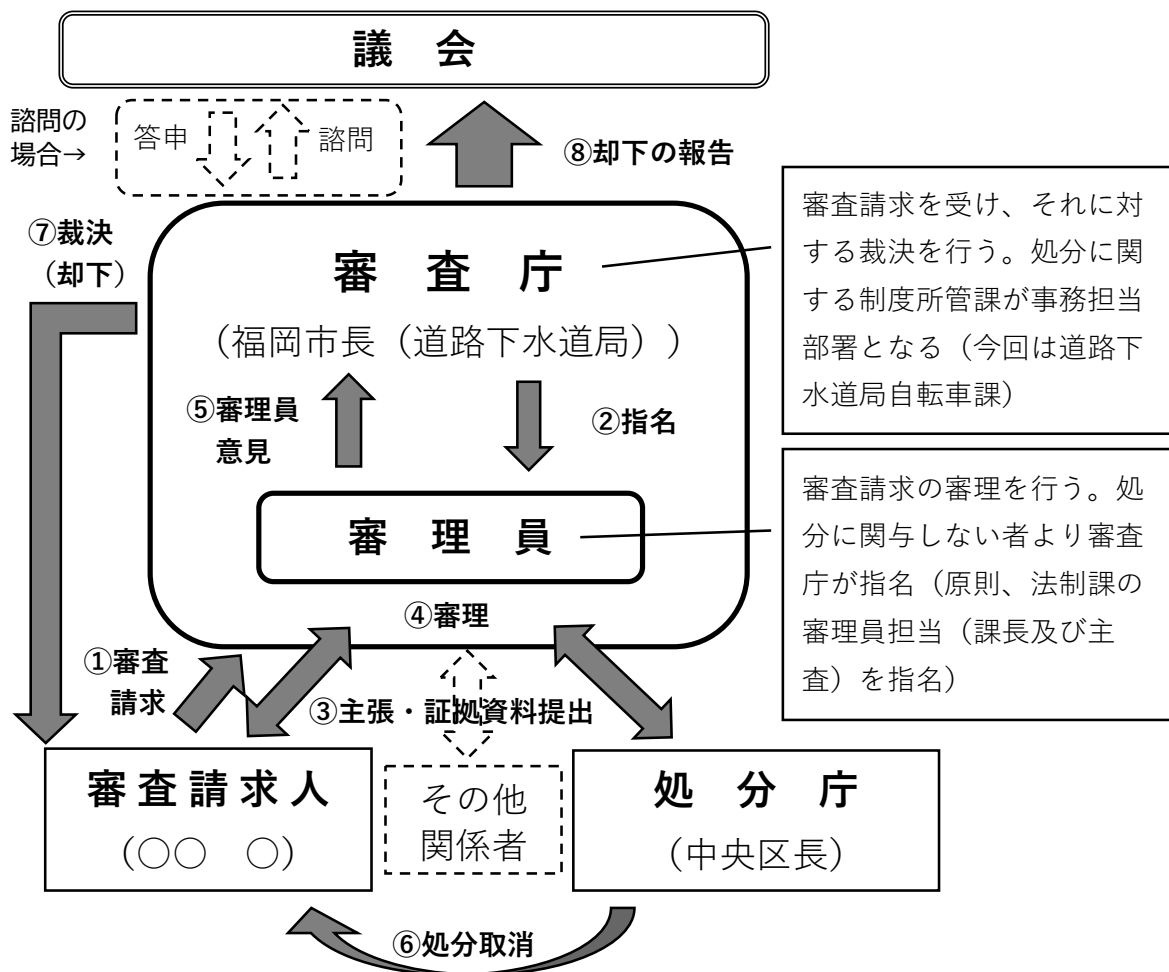 議　会
諮問の
場合→
答申
諮問
⑧却下の報告
⑦裁決
（却下）
審　査　庁
（福岡市長（道路下水道局））
審査請求を受け、それに対
する裁決を行う。処分に関
する制度所管課が事務担当
部署となる（今回は道路下
水道局自転車課）
⑤審理員
意見
②指名
審　理　員
審査請求の審理を行う。処
分に関与しない者より審査
庁が指名（原則、法制課の
審理員担当（課長及び主
査）を指名）
④審理
①審査
請求
③主張・証拠資料提出
審査請求人
（○○　○）
その他
関係者
処　分　庁
（中央区長）
⑥処分取消